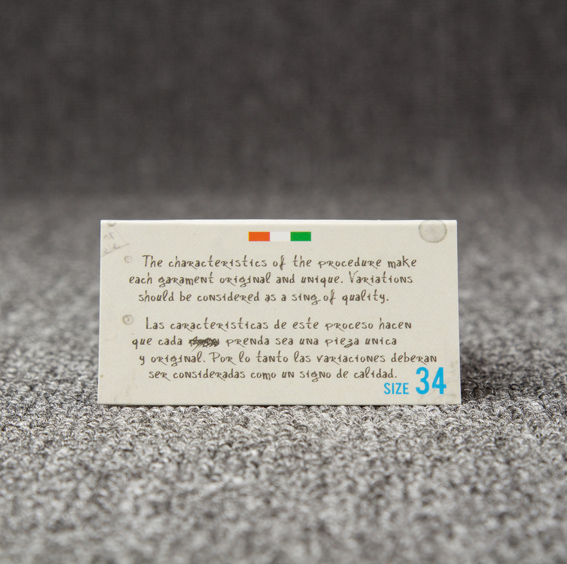 The characteristics of the procedure make
each garament original and unique. Variations
should be considered as a sing of quality.
Las caracteristicas de este proceso hacen
que cada prenda sea una pieza unica
y original. Por lo tanto las variaciones deberan
ser consideradas como un signo de calidad.
SIZE 34